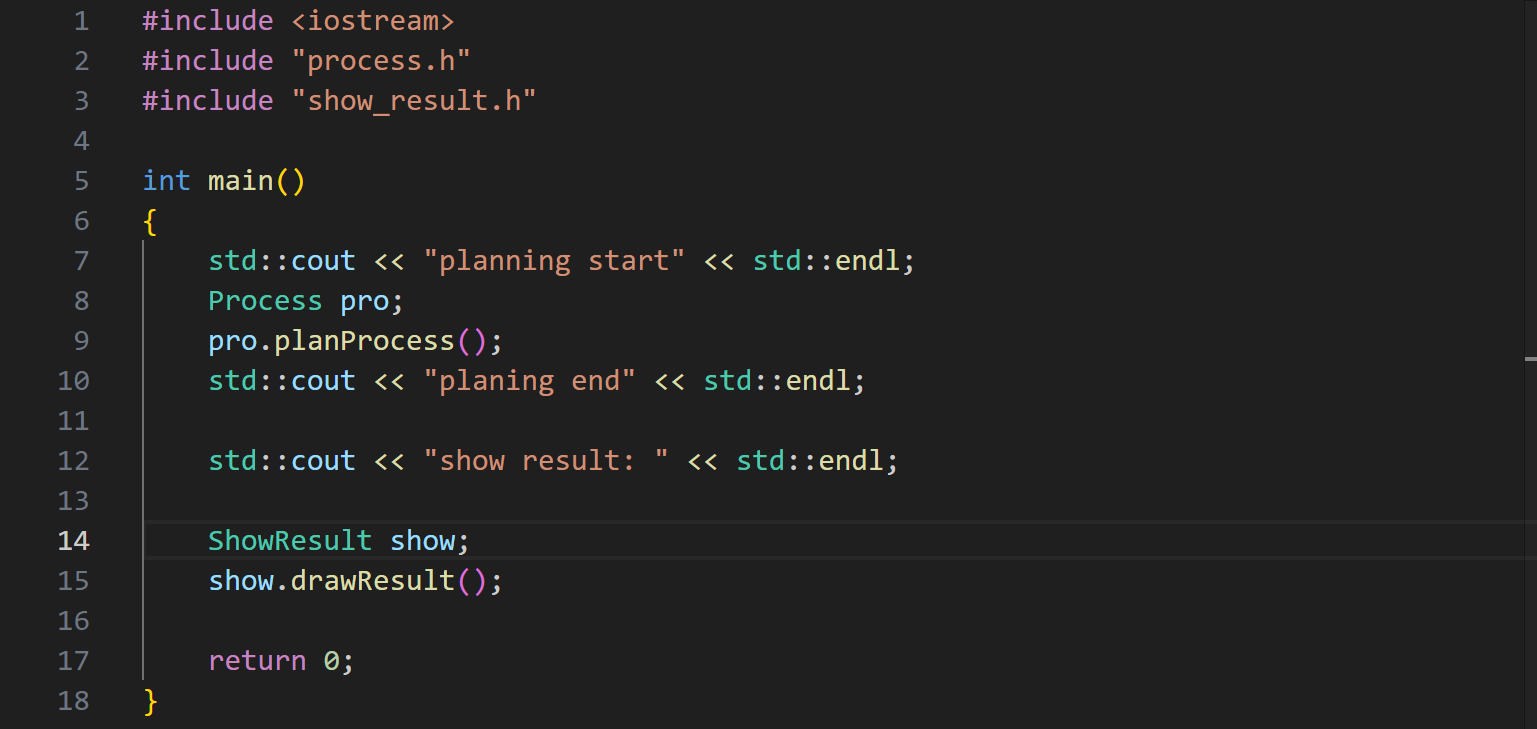 1 #include <iostream>
2 #include "process.h"
3 #include "show_result.h"
4
5 int main()
6 {
7     std::cout << "planning start" << std::endl;
8     Process pro;
9     pro.planProcess();
10     std::cout << "planing end" << std::endl;
11
12     std::cout << "show result: " << std::endl;
13
14     ShowResult show;
15     show.drawResult();
16
17     return 0;
18 }